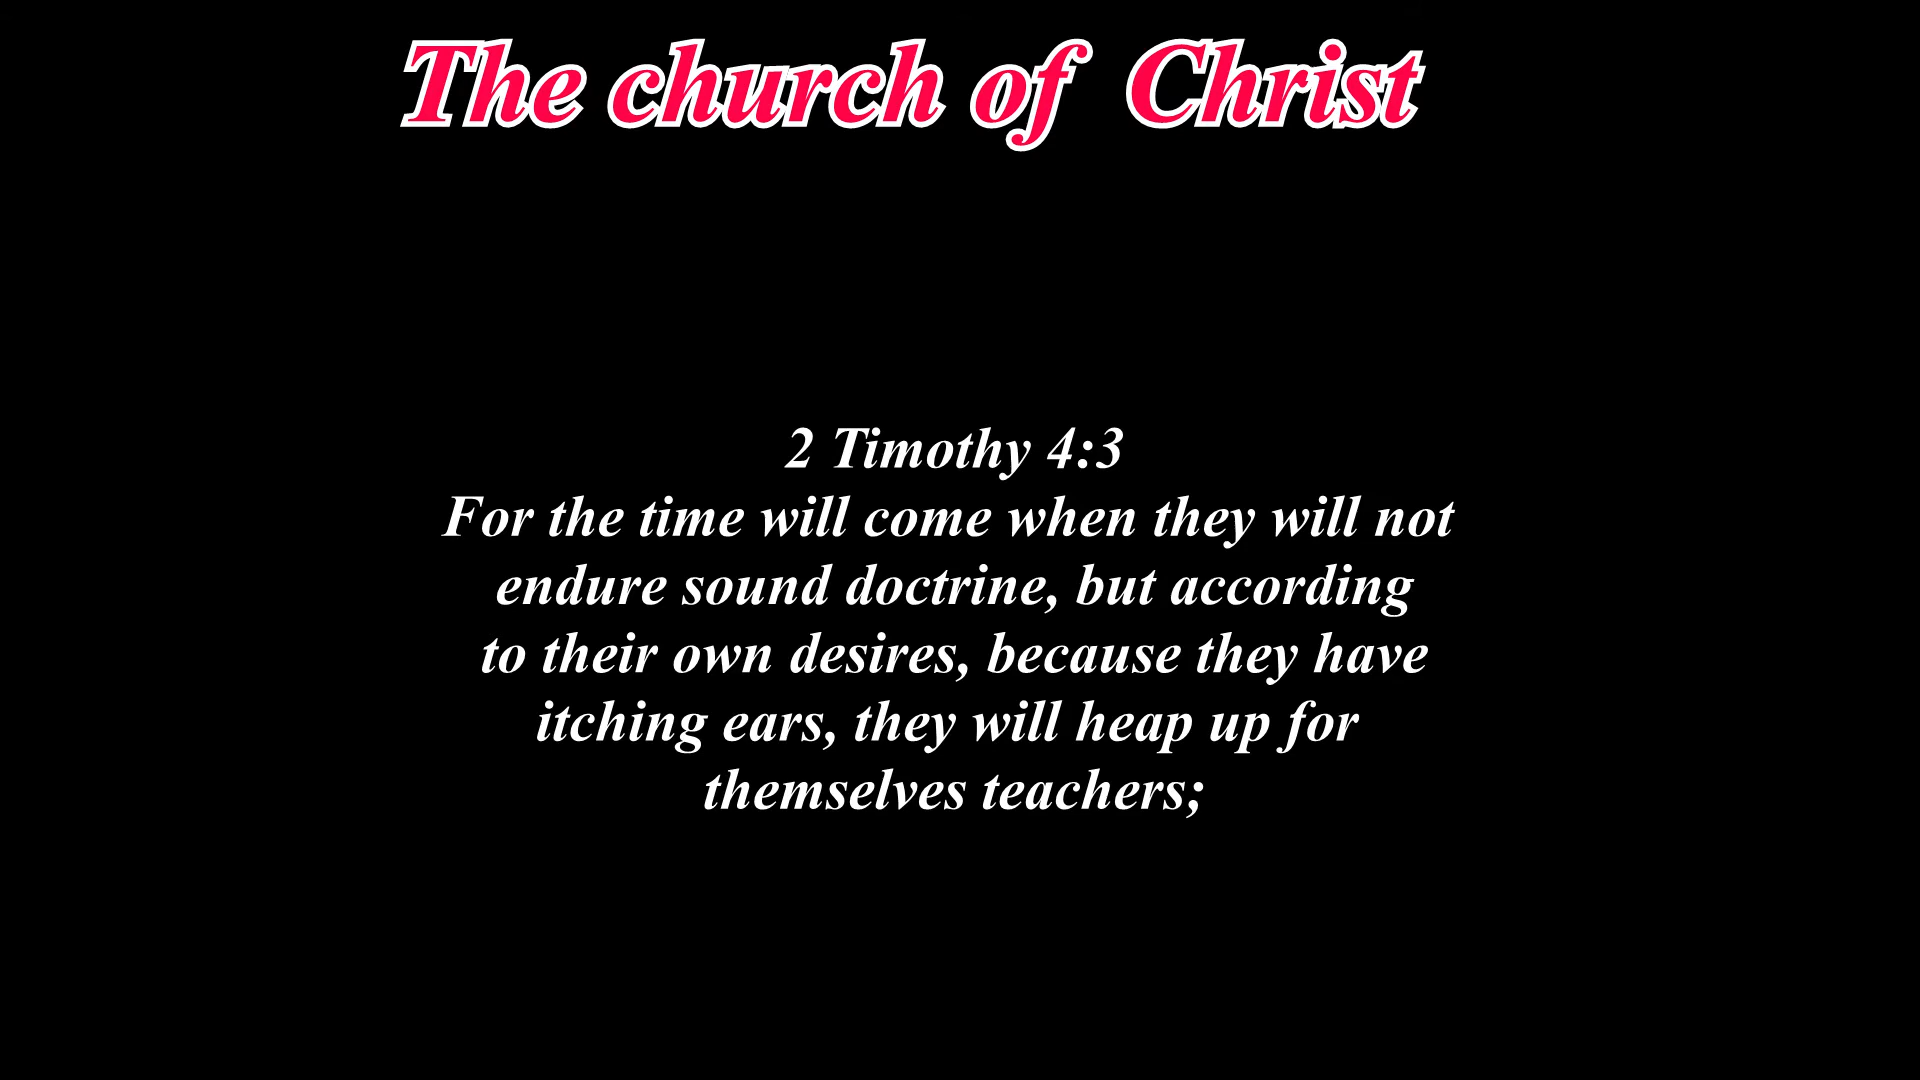 The church of Christ
2 Timothy 4:3
For the time will come when they will not
endure sound doctrine, but according
to their own desires, because they have
itching ears, they will heap up for
themselves teachers;